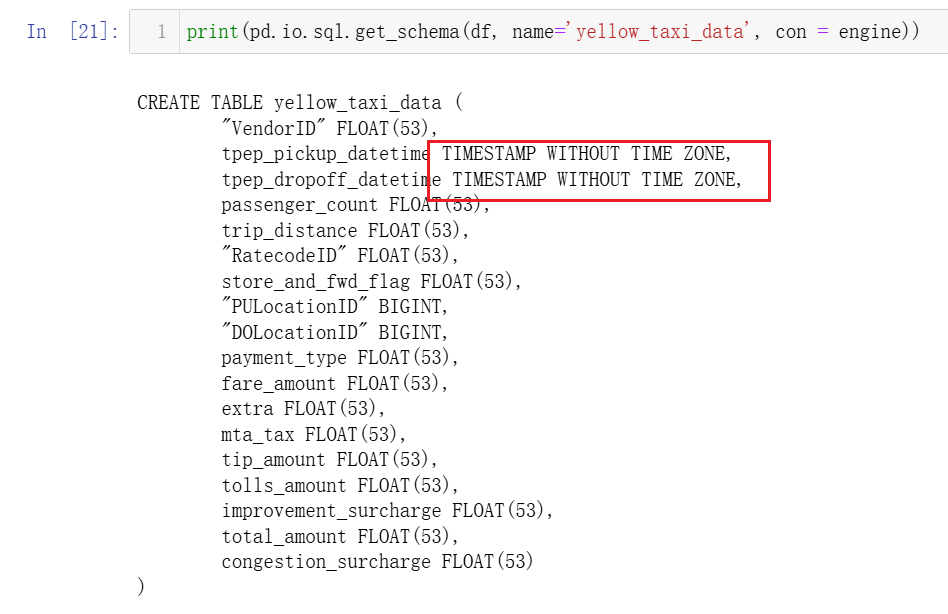 In [21]: 1 print(pd.io.sql.get_schema(df, name='yellow_taxi_data', con = engine))
CREATE TABLE yellow_taxi_data (
"VendorID" FLOAT(53),
tpep_pickup_datetime TIMESTAMP WITHOUT TIME ZONE,
tpep_dropoff_datetime TIMESTAMP WITHOUT TIME ZONE,
passenger_count FLOAT(53),
trip_distance FLOAT(53),
"RatecodeID" FLOAT(53),
store_and_fwd_flag FLOAT(53),
"PULocationID" BIGINT,
"DOLocationID" BIGINT,
payment_type FLOAT(53),
fare_amount FLOAT(53),
extra FLOAT(53),
mta_tax FLOAT(53),
tip_amount FLOAT(53),
tolls_amount FLOAT(53),
improvement_surcharge FLOAT(53),
total_amount FLOAT(53),
congestion_surcharge FLOAT(53)
)